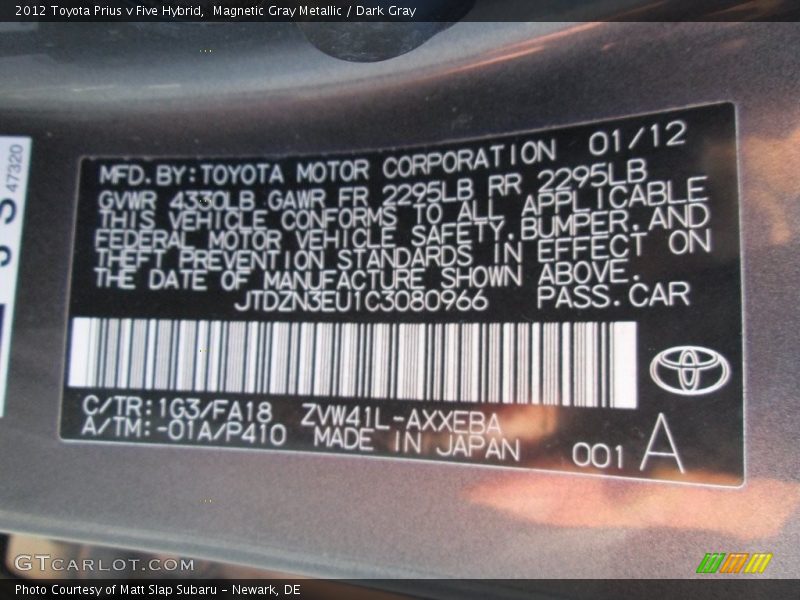 2012 Toyota Prius v Five Hybrid,  Magnetic Gray Metallic / Dark Gray
47320
MFD.BY:TOYOTA MOTOR CORPORATION 01/12
GVWR 4330LB GAWR FR 2295LB RR 2295LB
THIS VEHICLE CONFORMS TO ALL APPLICABLE
FEDERAL MOTOR VEHICLE SAFETY,BUMPER,AND
THEFT PREVENTION STANDARDS IN EFFECT ON
THE DATE OF MANUFACTURE SHOWN ABOVE.
JTDZN3EU1C3080966 PASS.CAR
C/TR:1G3/FA18 ZVW41L-AXXEBA
A/TM:-01A/P410 MADE IN JAPAN 001 A
GTCARLOT.COM
Photo Courtesy of Matt Slap Subaru - Newark, DE